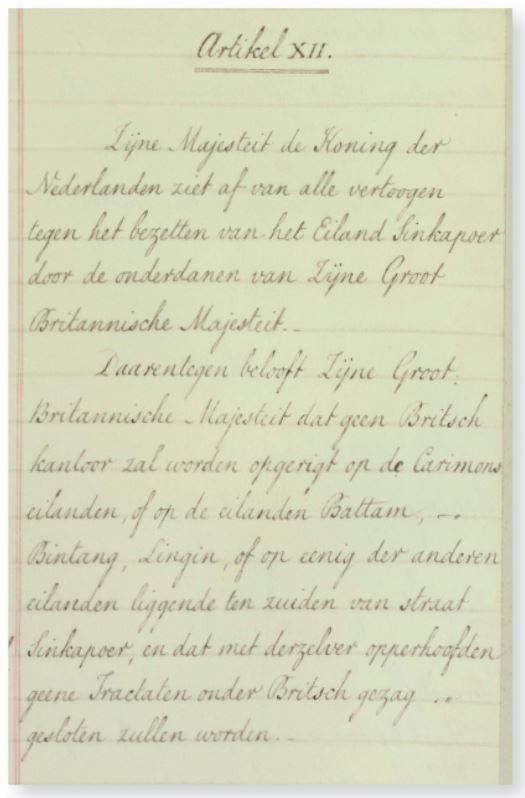 Artikel XII.
Zijne Majesteit de Koning der
Nederlanden ziet af van alle vertoogen
tegen het bezetten van het Eiland Sinkapoer
door de onderdanen van Zijne Groot
Britannische Majesteit.–
Daarentegen belooft Zijne Groot.
Britannische Majesteit dat geen Britsch
kantoor zal worden opgerigt op de Carimons
eilanden, of op de eilanden Battam, –.
Bintang, Lingin, of op eenig der anderen
eilanden liggende ten zuiden van straat
Sinkapoer, en dat met derzelver opperhoofden
geene Tractaten onder Britsch gezag ..
gesloten zullen worden.–